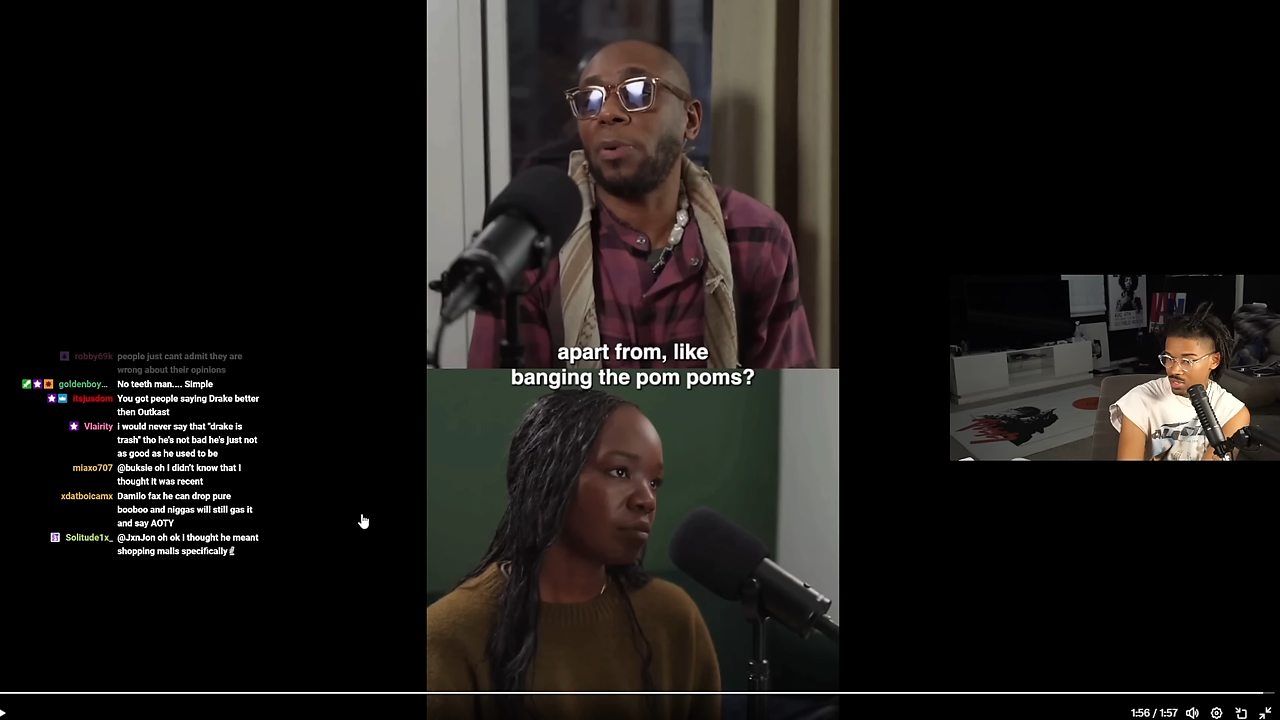 apart from, like
banging the pom poms?
robby69k people just cant admit they are
wrong about their opinions
goldenboy... No teeth man.... Simple
itsjusdom You got people saying Drake better
then Outkast
Vlairity i would never say that "drake is
trash" tho he's not bad he's just not
as good as he used to be
miaxo707 @buksie oh I didn't know that I
thought it was recent
xdatboicamx Damilo fax he can drop pure
booboo and niggas will still gas it
and say AOTY
Solitude1x_ @JxnJon oh ok I thought he meant
shopping malls specifically
1:56 / 1:57